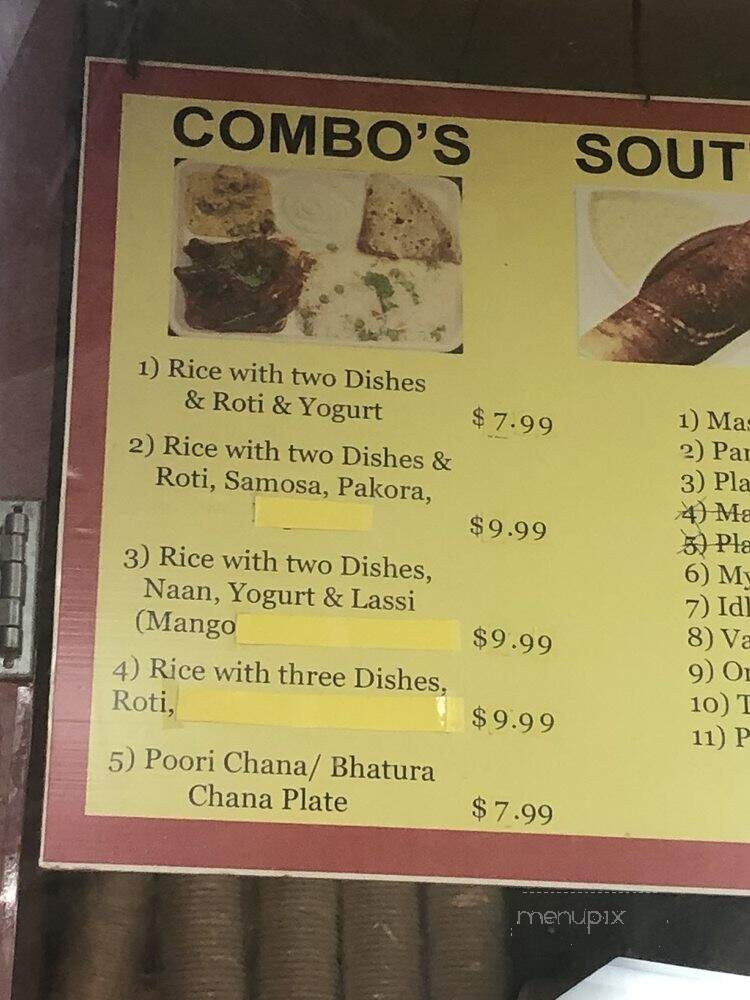 COMBO'S
1) Rice with two Dishes
& Roti & Yogurt
$ 7.99
2) Rice with two Dishes &
Roti, Samosa, Pakora,
$9.99
3) Rice with two Dishes,
Naan, Yogurt & Lassi
(Mango
$9.99
4) Rice with three Dishes,
Roti,
$9.99
5) Poori Chana/ Bhatura
Chana Plate
$ 7.99
SOUT
1) Mas
2) Par
3) Pla
4) Ma
5) Pla
6) My
7) Idl
8) Va
9) On
10) T
11) P
menupix